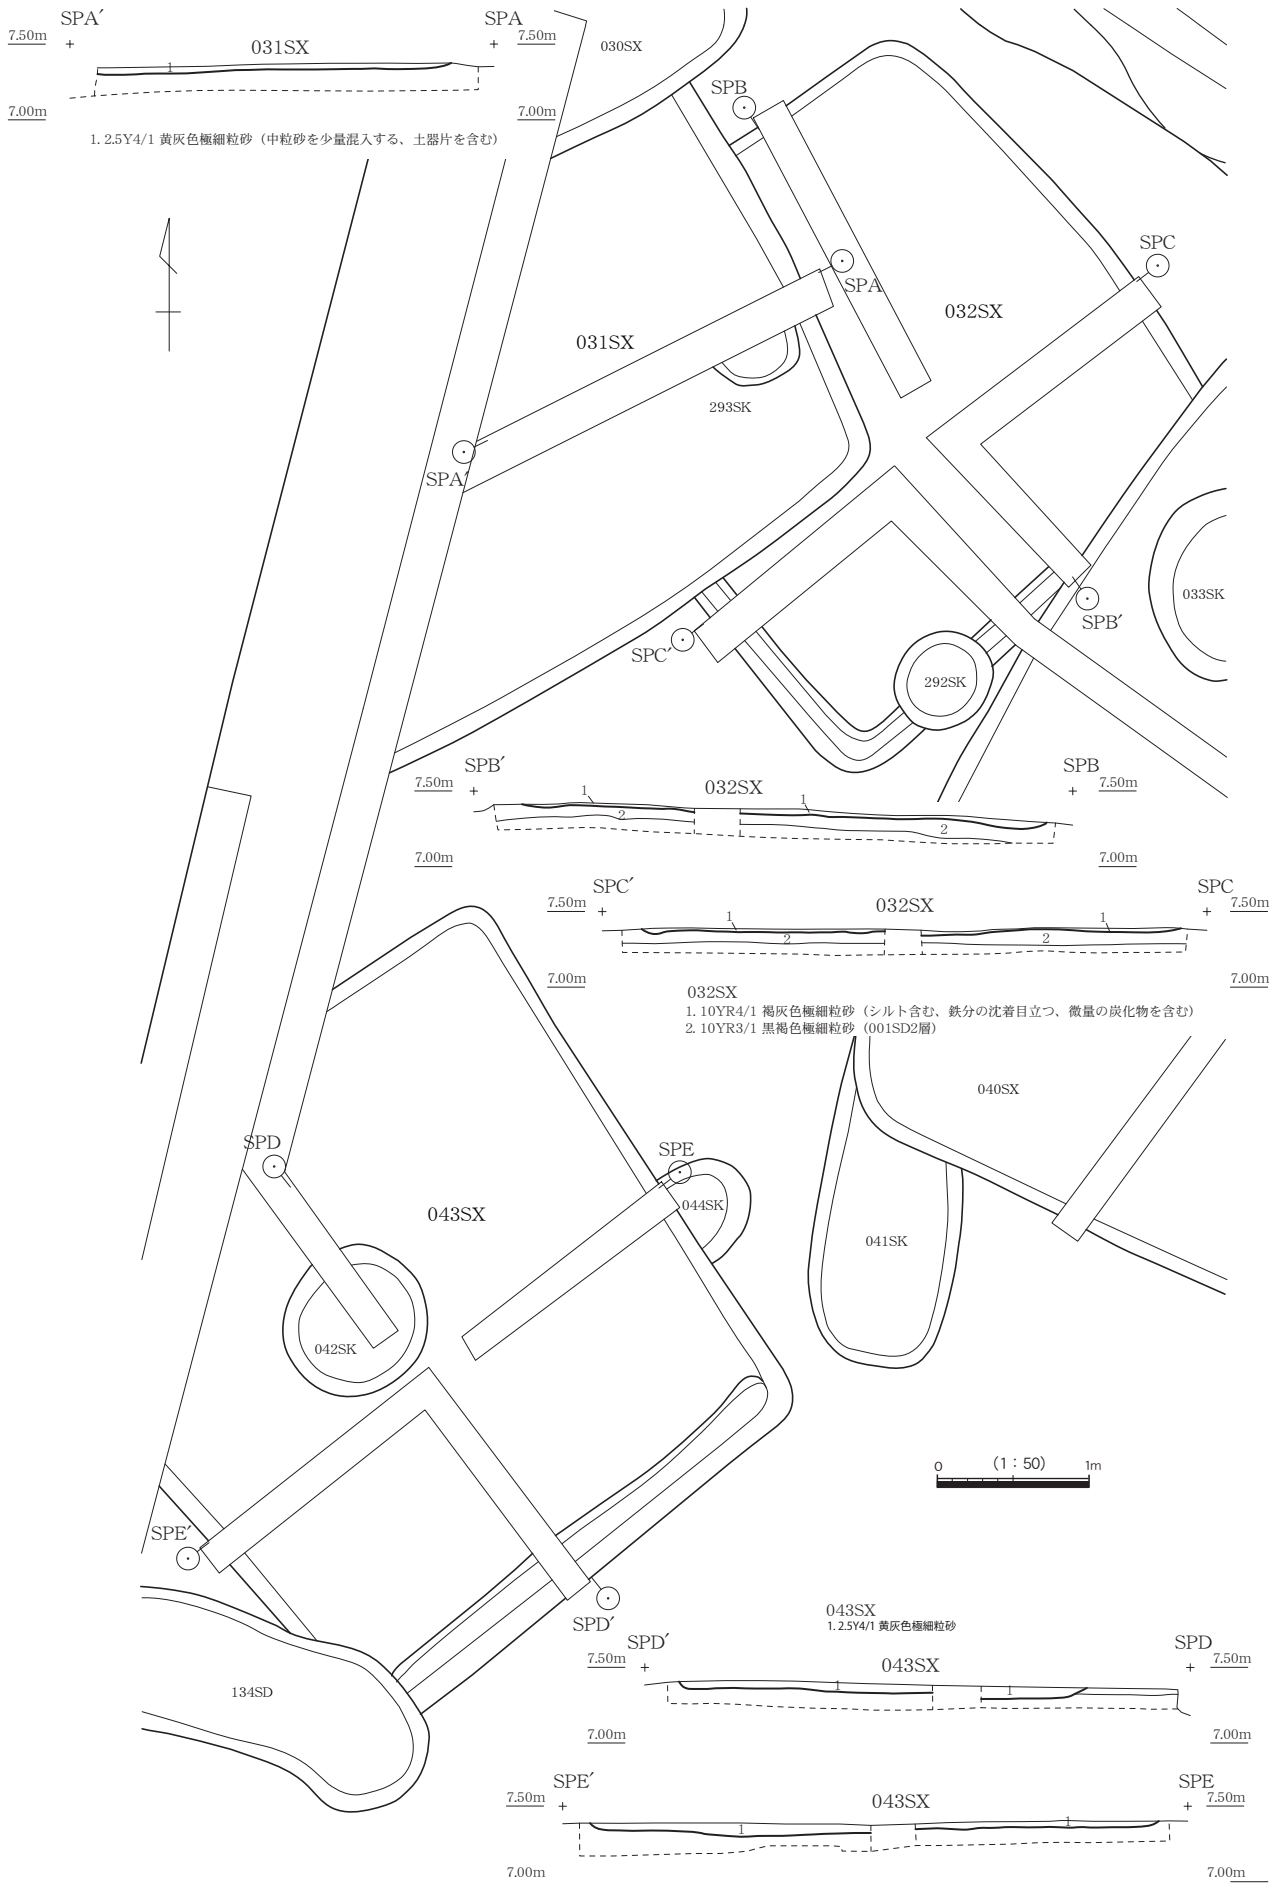 SPA′
SPA
7.50m
031SX
7.50m
1
7.00m
7.00m
1. 2.5Y4/1 黄灰色極細粒砂（中粒砂を少量混入する、土器片を含む）
030SX
SPB
SPC
SPA
032SX
031SX
293SK
SPA′
033SK
SPB′
SPC′
292SK
SPB′
SPB
7.50m
032SX
7.50m
1
1
2
2
7.00m
7.00m
SPC′
SPC
7.50m
032SX
7.50m
1
1
2
2
7.00m
7.00m
032SX
1. 10YR4/1 褐灰色極細粒砂（シルト含む、鉄分の沈着目立つ、微量の炭化物を含む）
2. 10YR3/1 黒褐色極細粒砂（001SD2層）
040SX
SPD
SPE
044SK
043SX
041SK
042SK
0
（1：50）
1m
SPE′
SPD′
134SD
043SX
1. 2.5Y4/1 黄灰色極細粒砂
SPD′
SPD
7.50m
043SX
7.50m
1
1
7.00m
7.00m
SPE′
SPE
7.50m
043SX
7.50m
1
1
7.00m
7.00m